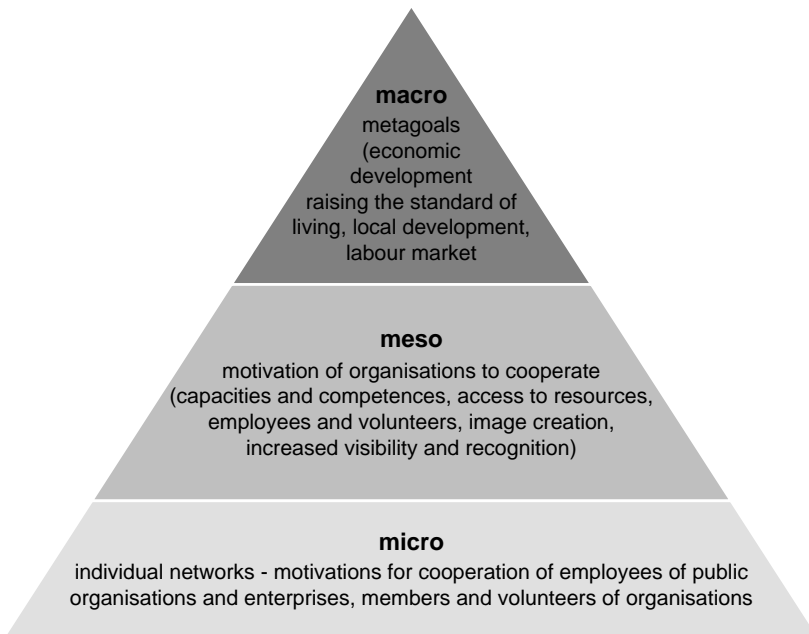 macro
metagoals
(economic
development
raising the standard of
living, local development,
labour market
meso
motivation of organisations to cooperate
(capacities and competences, access to resources,
employees and volunteers, image creation,
increased visibility and recognition)
micro
individual networks - motivations for cooperation of employees of public
organisations and enterprises, members and volunteers of organisations